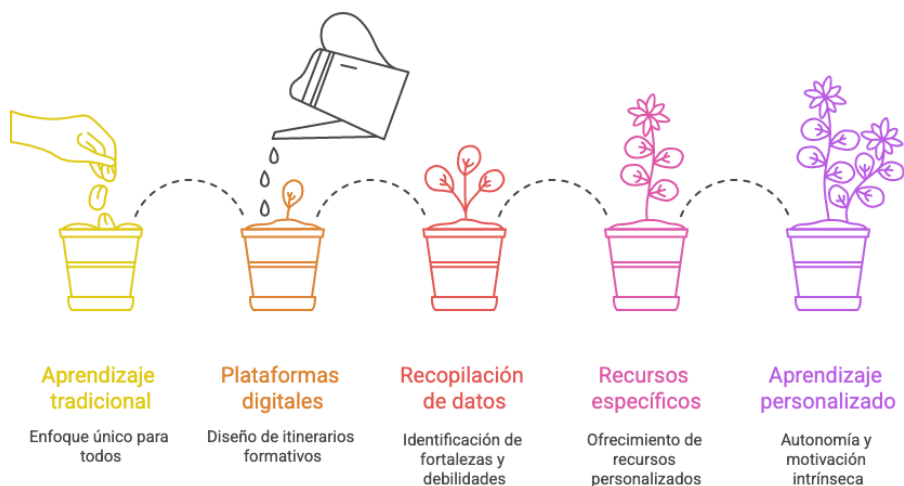 Aprendizaje
tradicional
Enfoque único para
todos
Plataformas
digitales
Diseño de itinerarios
formativos
Recopilación
de datos
Identificación de
fortalezas y
debilidades
Recursos
específicos
Ofrecimiento de
recursos
personalizados
Aprendizaje
personalizado
Autonomía y
motivación
intrínseca